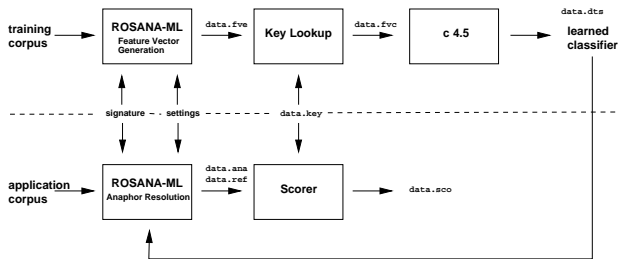 data.dts
training
corpus
ROSANA-ML
Feature Vector
Generation
data.fve
Key Lookup
data.fvc
c 4.5
learned
classifier
signature
settings
data.key
application
corpus
ROSANA-ML
Anaphor Resolution
data.ana
data.ref
Scorer
data.sco